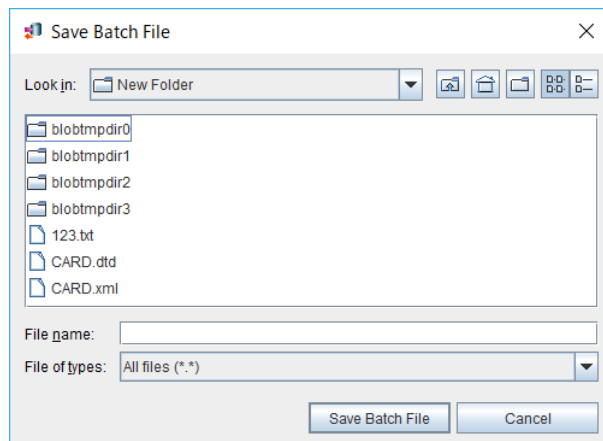 Save Batch File
Look in: New Folder
blobtmpdir0
blobtmpdir1
blobtmpdir2
blobtmpdir3
123.txt
CARD.dtd
CARD.xml
File name:
File of types: All files (*.*)
Save Batch File Cancel